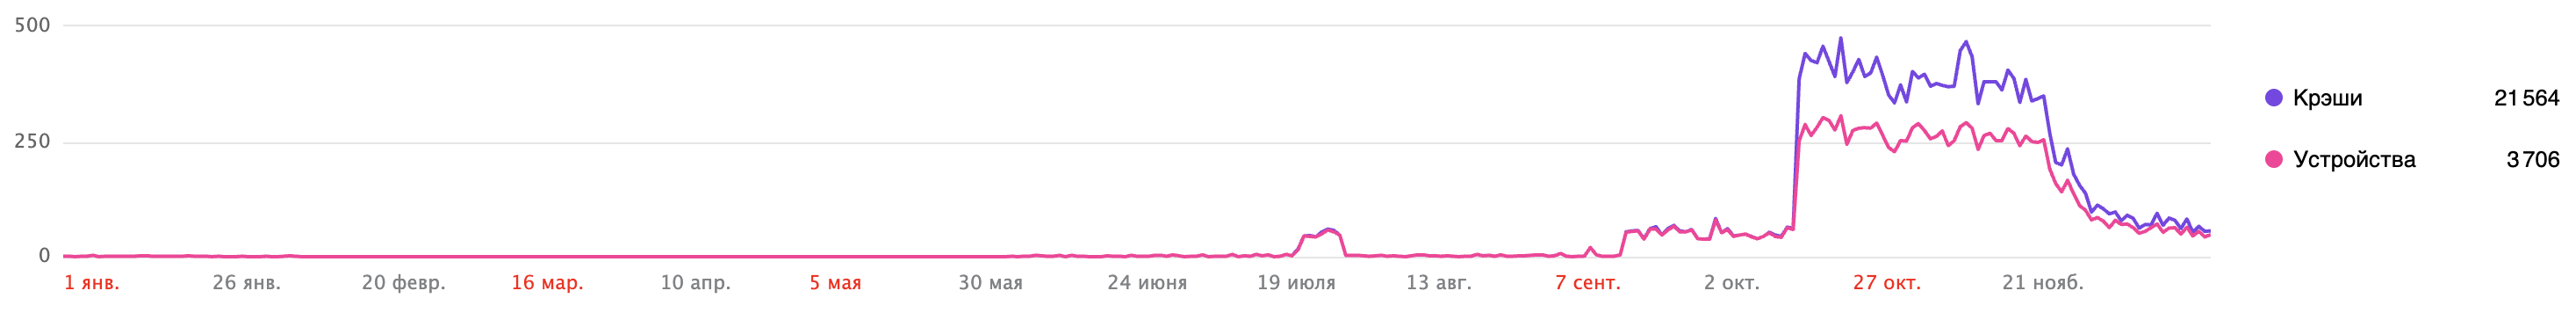 500
250
0
1 янв. 26 янв. 20 февр. 16 мар. 10 апр. 5 мая 30 мая 24 июня 19 июля 13 авг. 7 сент. 2 окт. 27 окт. 21 нояб.
Крэши 21 564
Устройства 3 706